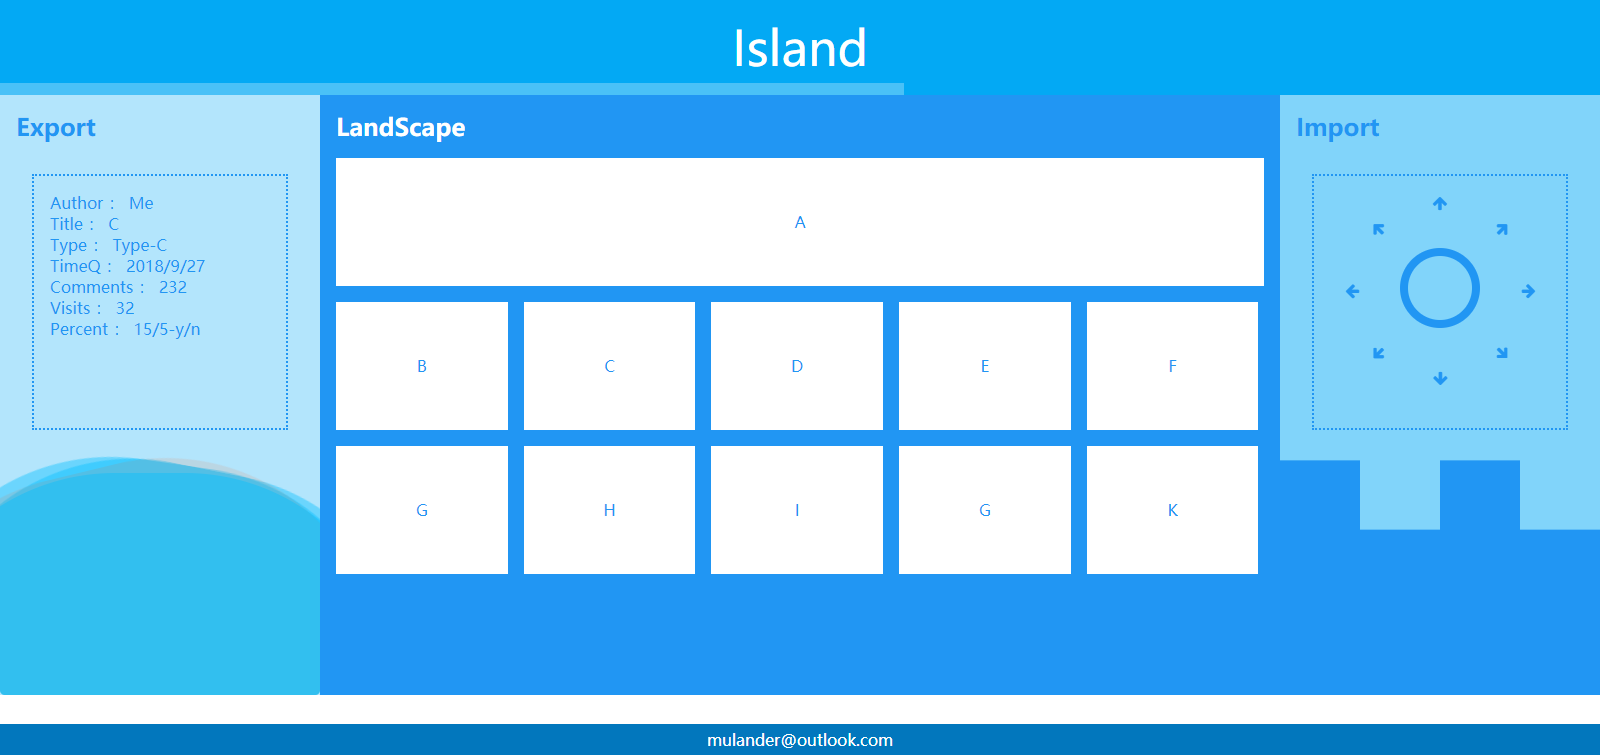 Island
Export
Author： Me
Title： C
Type： Type-C
TimeQ： 2018/9/27
Comments： 232
Visits： 32
Percent： 15/5-y/n
LandScape
A
B C D E F
G H I G K
Import
mulander@outlook.com